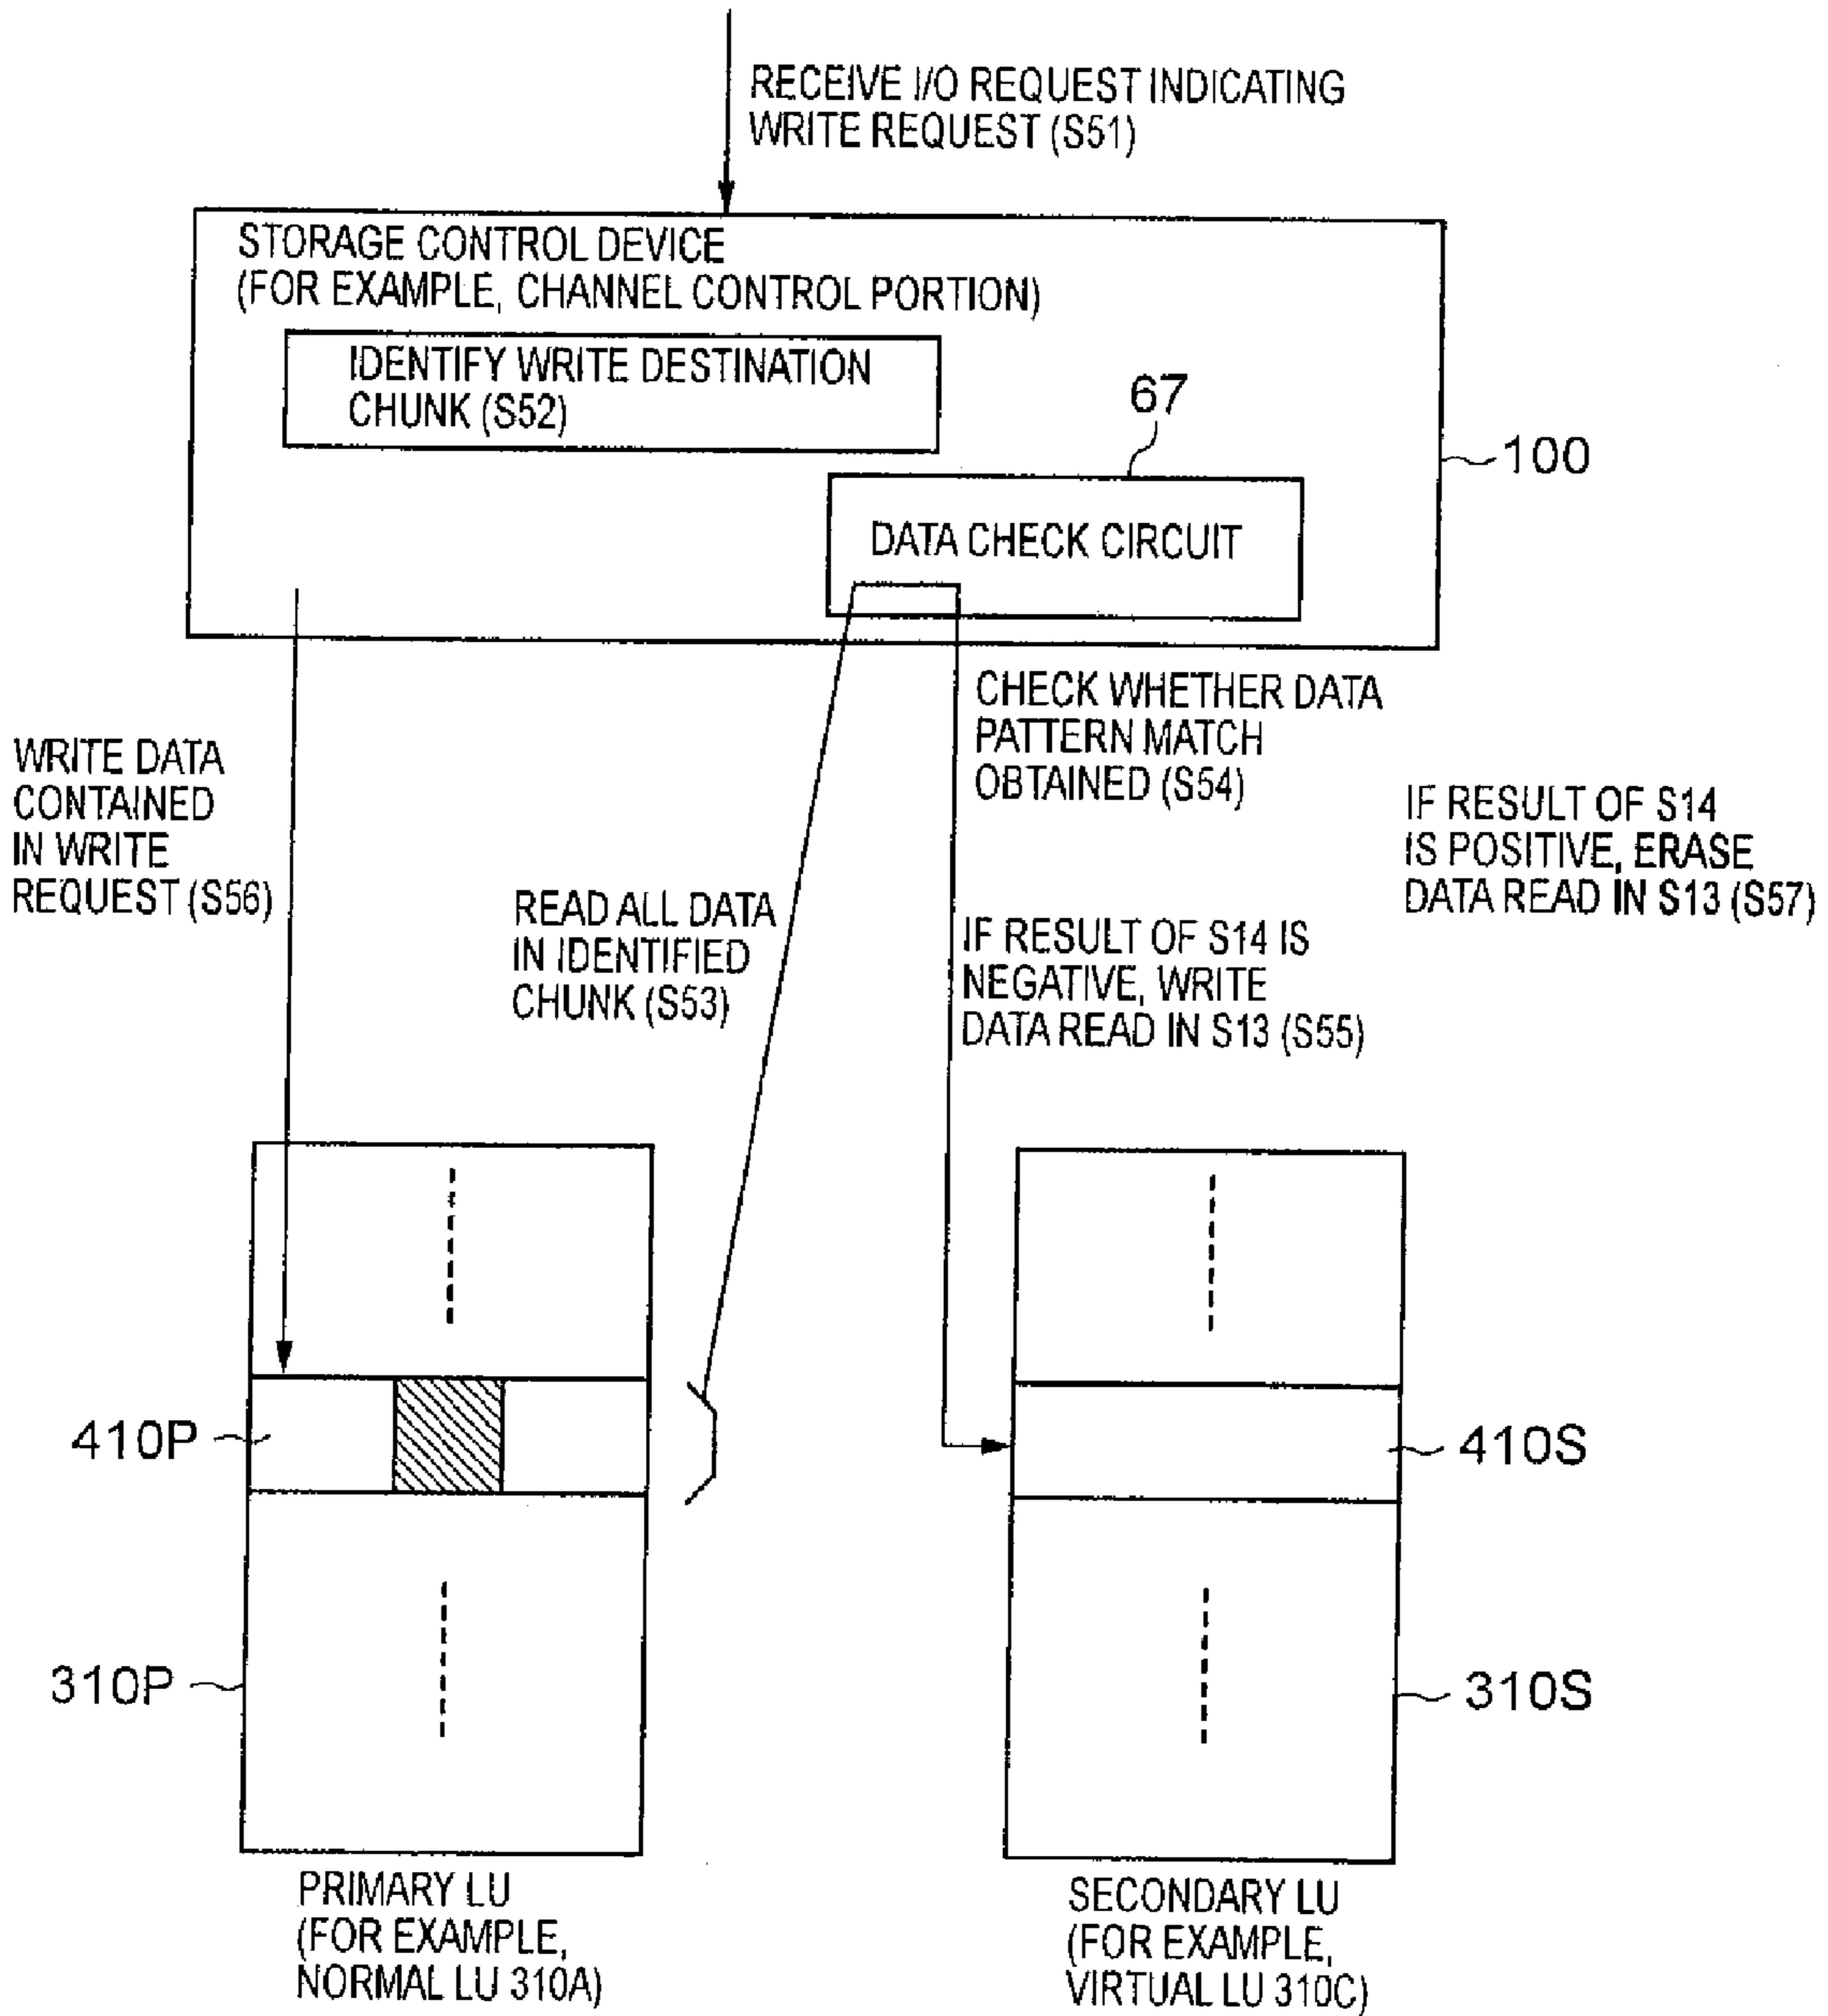 RECEIVE I/O REQUEST INDICATING
WRITE REQUEST (S51)
STORAGE CONTROL DEVICE
(FOR EXAMPLE, CHANNEL CONTROL PORTION)
IDENTIFY WRITE DESTINATION
CHUNK (S52)
67
100
DATA CHECK CIRCUIT
CHECK WHETHER DATA
PATTERN MATCH
OBTAINED (S54)
WRITE DATA
CONTAINED
IN WRITE
REQUEST (S56)
IF RESULT OF S14
IS POSITIVE, ERASE
DATA READ IN S13 (S57)
READ ALL DATA
IN IDENTIFIED
CHUNK (S53)
IF RESULT OF S14 IS
NEGATIVE, WRITE
DATA READ IN S13 (S55)
410P
410S
310P
310S
PRIMARY LU
(FOR EXAMPLE,
NORMAL LU 310A)
SECONDARY LU
(FOR EXAMPLE,
VIRTUAL LU 310C)